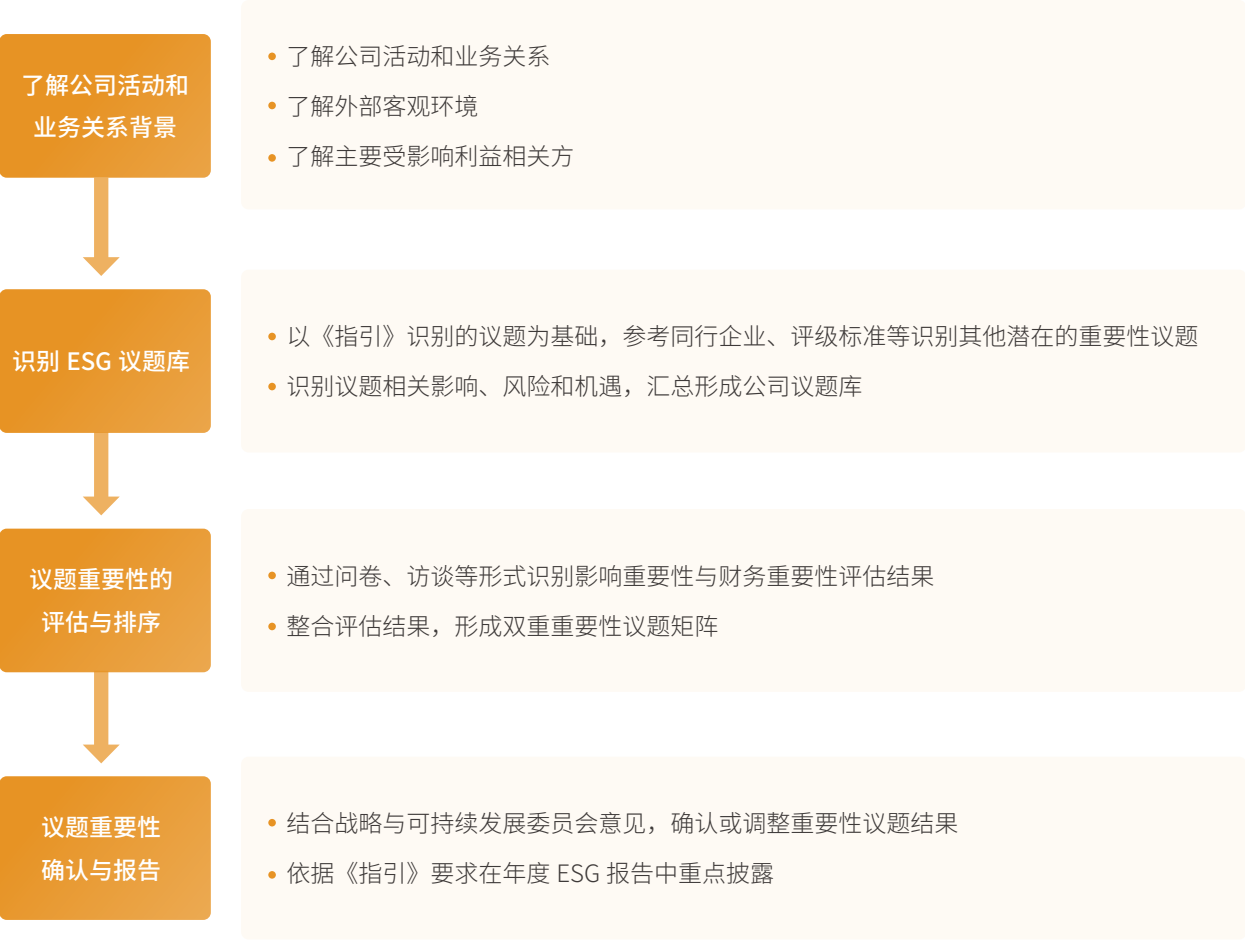 了解公司活动和
业务关系背景
了解公司活动和业务关系
了解外部客观环境
了解主要受影响利益相关方
识别 ESG 议题库
以《指引》识别的议题为基础，参考同行企业、评级标准等识别其他潜在的重要性议题
识别议题相关影响、风险和机遇，汇总形成公司议题库
议题重要性的
评估与排序
通过问卷、访谈等形式识别影响重要性与财务重要性评估结果
整合评估结果，形成双重重要性议题矩阵
议题重要性
确认与报告
结合战略与可持续发展委员会意见，确认或调整重要性议题结果
依据《指引》要求在年度 ESG 报告中重点披露